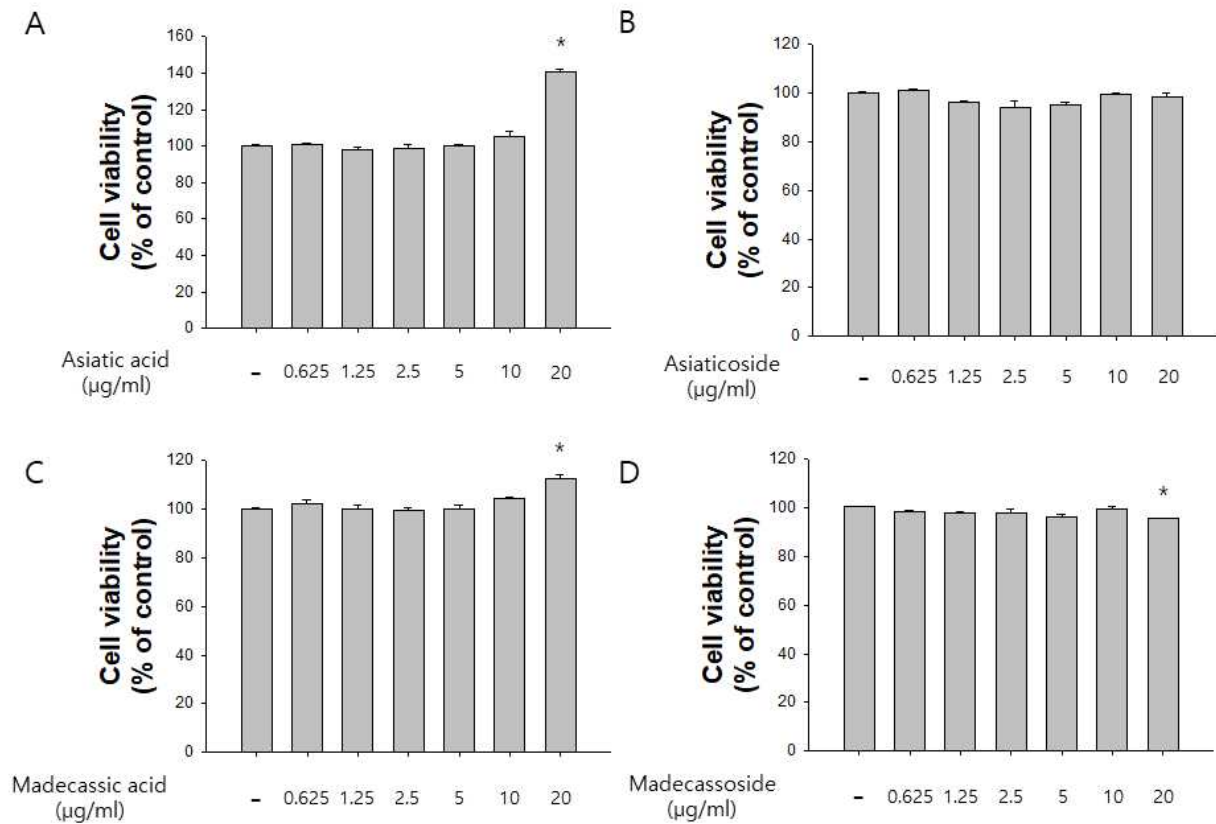 A
160
140
120
100
80
60
40
20
0
Cell viability
(% of control)
*
Asiatic acid
(μg/ml)
- 0.625 1.25 2.5 5 10 20
B
120
100
80
60
40
20
0
Cell viability
(% of control)
Asiaticoside
(μg/ml)
- 0.625 1.25 2.5 5 10 20
C
120
100
80
60
40
20
0
Cell viability
(% of control)
*
Madecassic acid
(μg/ml)
- 0.625 1.25 2.5 5 10 20
D
120
100
80
60
40
20
0
Cell viability
(% of control)
*
Madecassoside
(μg/ml)
- 0.625 1.25 2.5 5 10 20